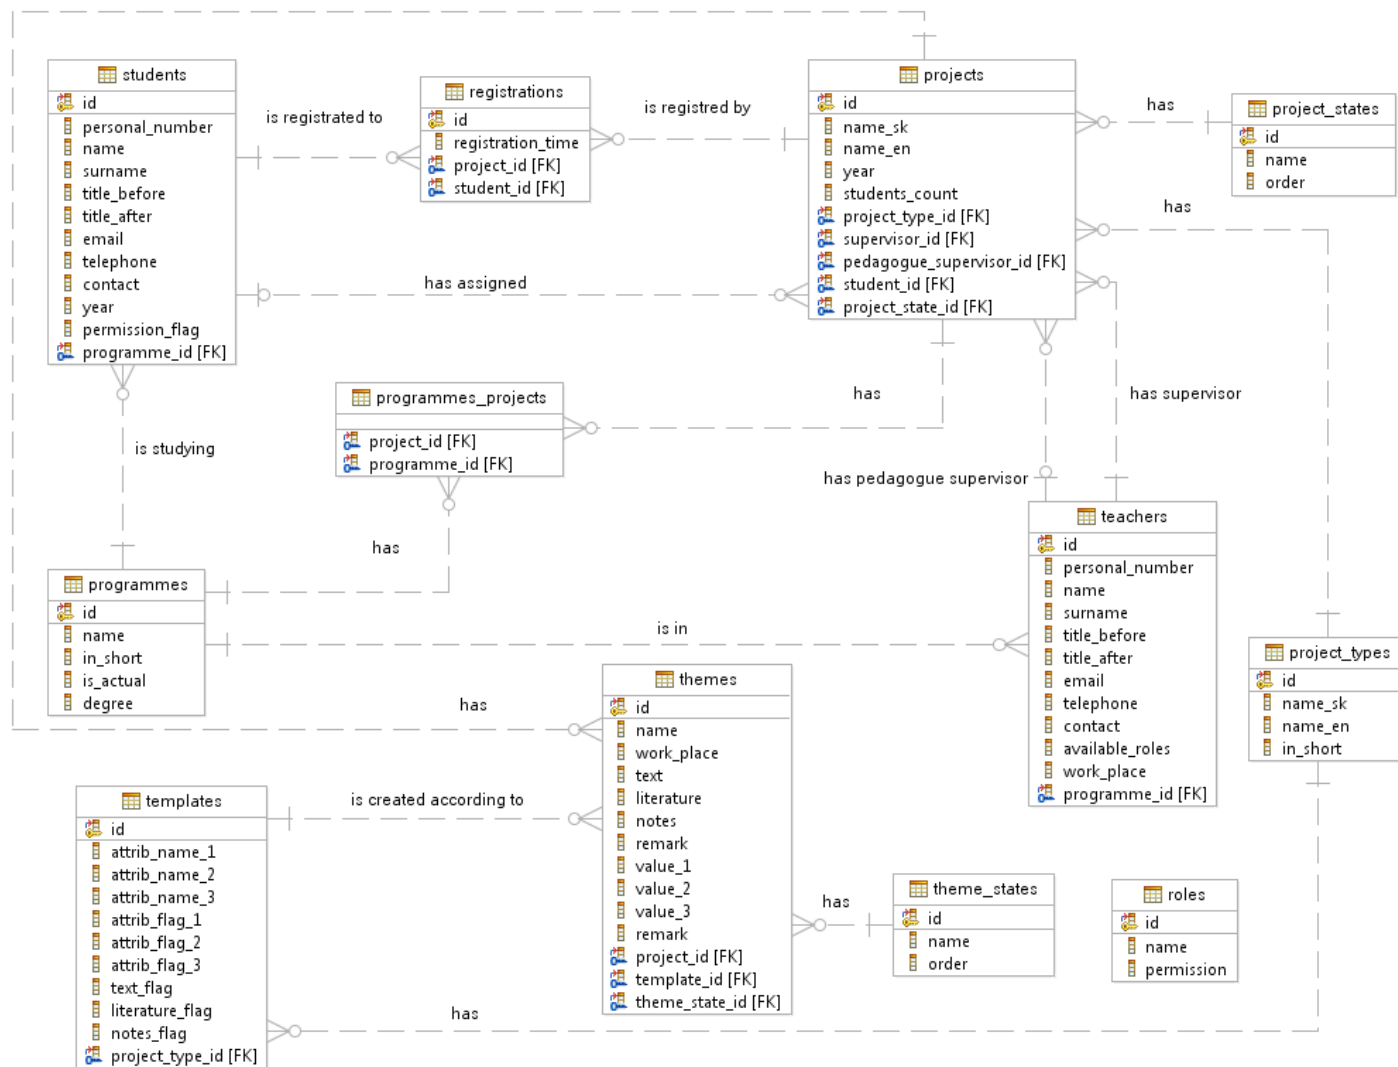 students
id
personal_number
name
surname
title_before
title_after
email
telephone
contact
year
permission_flag
programme_id [FK]
is registrated to
registrations
id
registration_time
project_id [FK]
student_id [FK]
is registred by
projects
id
name_sk
name_en
year
students_count
project_type_id [FK]
supervisor_id [FK]
pedagogue_supervisor_id [FK]
student_id [FK]
project_state_id [FK]
has
project_states
id
name
order
has
has assigned
has supervisor
has
programmes_projects
project_id [FK]
programme_id [FK]
is studying
has pedagogue supervisor
has
teachers
id
personal_number
name
surname
title_before
title_after
email
telephone
contact
available_roles
work_place
programme_id [FK]
programmes
id
name
in_short
is_actual
degree
is in
project_types
id
name_sk
name_en
in_short
has
themes
id
name
work_place
text
literature
notes
remark
value_1
value_2
value_3
remark
project_id [FK]
template_id [FK]
theme_state_id [FK]
is created according to
templates
id
attrib_name_1
attrib_name_2
attrib_name_3
attrib_flag_1
attrib_flag_2
attrib_flag_3
text_flag
literature_flag
notes_flag
project_type_id [FK]
has
theme_states
id
name
order
roles
id
name
permission
has